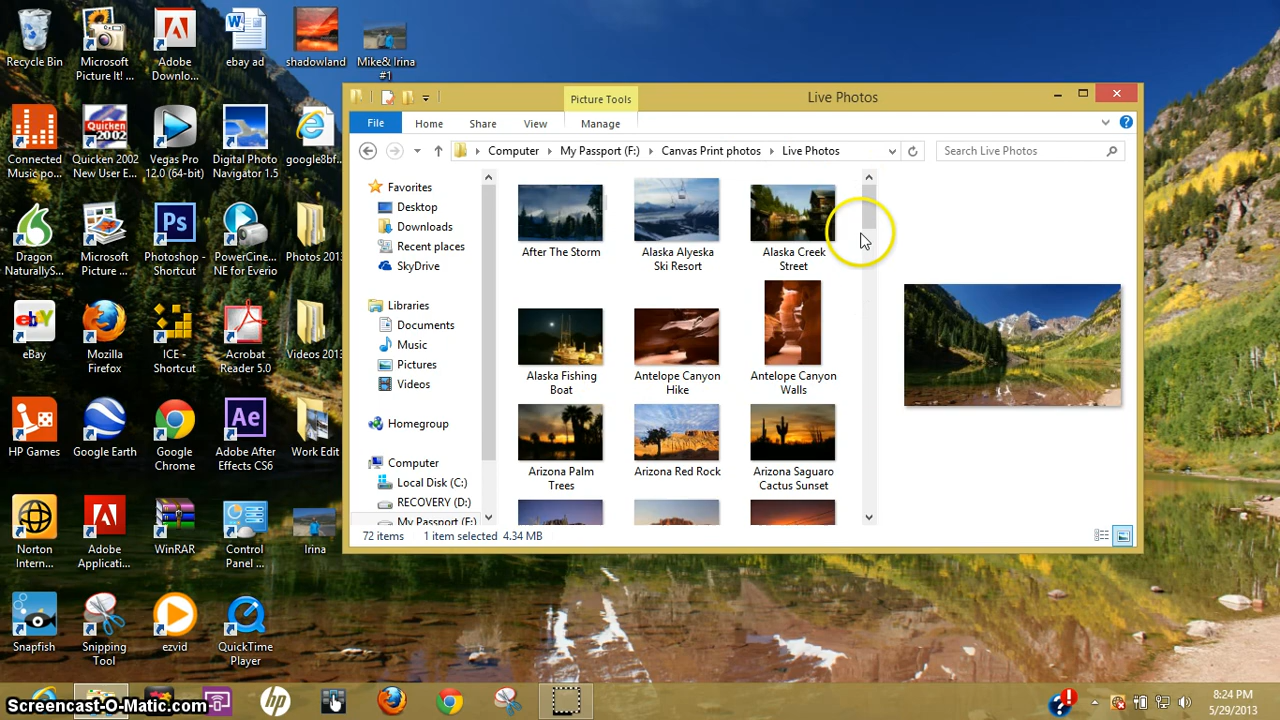 Recycle Bin
Microsoft
Picture It! ...
Adobe
Downlo...
ebay ad
shadowland
Mike& Irina
#1
Connected
Music po...
Quicken 2002
New User E...
Vegas Pro
12.0 (64-bit)
Digital Photo
Navigator 1.5
google8bf...
Dragon
NaturallyS...
Microsoft
Picture ...
Photoshop -
Shortcut
PowerCine...
NE for Everio
Photos 2013
eBay
Mozilla
Firefox
ICE -
Shortcut
Acrobat
Reader 5.0
Videos 2013
HP Games
Google Earth
Google
Chrome
Adobe After
Effects CS6
Work Edit
Norton
Intern...
Adobe
Applicati...
WinRAR
Control
Panel ...
Irina
Snapfish
Snipping
Tool
ezvid
QuickTime
Player
Picture Tools
Live Photos
File
Home
Share
View
Manage
Computer
My Passport (F:)
Canvas Print photos
Live Photos
Search Live Photos
Favorites
Desktop
Downloads
Recent places
SkyDrive
Libraries
Documents
Music
Pictures
Videos
Homegroup
Computer
Local Disk (C:)
RECOVERY (D:)
My Passport (F:)
After The Storm
Alaska Alyeska
Ski Resort
Alaska Creek
Street
Alaska Fishing
Boat
Antelope Canyon
Hike
Antelope Canyon
Walls
Arizona Palm
Trees
Arizona Red Rock
Arizona Saguaro
Cactus Sunset
72 items
1 item selected
4.34 MB
Screencast-O-Matic.com
8:24 PM
5/29/2013